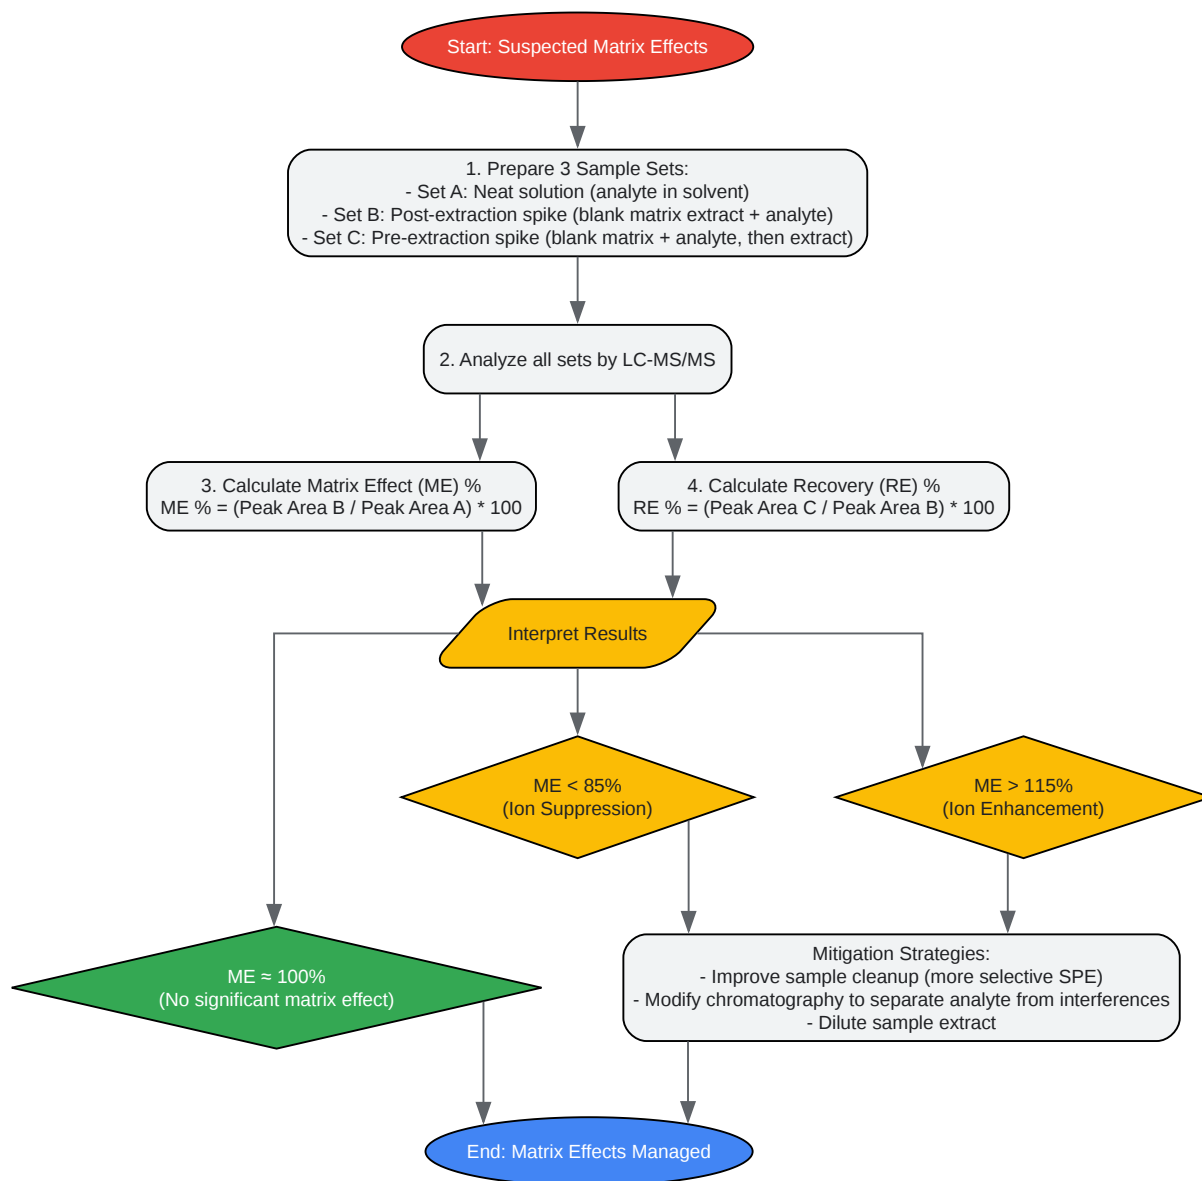 Start: Suspected Matrix Effects
1. Prepare 3 Sample Sets:
- Set A: Neat solution (analyte in solvent)
- Set B: Post-extraction spike (blank matrix extract + analyte)
- Set C: Pre-extraction spike (blank matrix + analyte, then extract)
2. Analyze all sets by LC-MS/MS
3. Calculate Matrix Effect (ME) %
ME % = (Peak Area B / Peak Area A) * 100
4. Calculate Recovery (RE) %
RE % = (Peak Area C / Peak Area B) * 100
Interpret Results
ME < 85%
(Ion Suppression)
ME > 115%
(Ion Enhancement)
ME ≈ 100%
(No significant matrix effect)
Mitigation Strategies:
- Improve sample cleanup (more selective SPE)
- Modify chromatography to separate analyte from interferences
- Dilute sample extract
End: Matrix Effects Managed